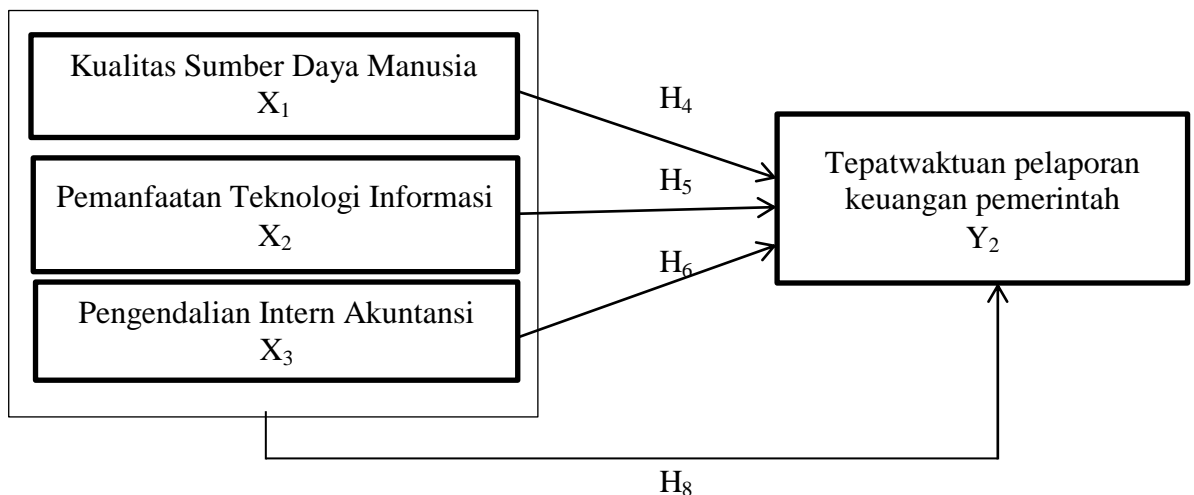 Kualitas Sumber Daya Manusia
X₁
H₄
Pemanfaatan Teknologi Informasi
X₂
H₅
Pengendalian Intern Akuntansi
X₃
H₆
Tepatwaktuan pelaporan
keuangan pemerintah
Y₂
H₈